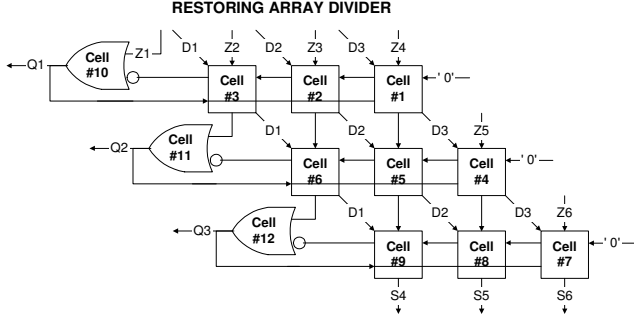 RESTORING ARRAY DIVIDER
Z1 D1 Z2 D2 Z3 D3 Z4
Q1 Cell #10 Cell #3 Cell #2 Cell #1 ' 0'
D1 D2 D3 Z5
Q2 Cell #11 Cell #6 Cell #5 Cell #4 ' 0'
D1 D2 D3 Z6
Q3 Cell #12 Cell #9 Cell #8 Cell #7 ' 0'
S4 S5 S6